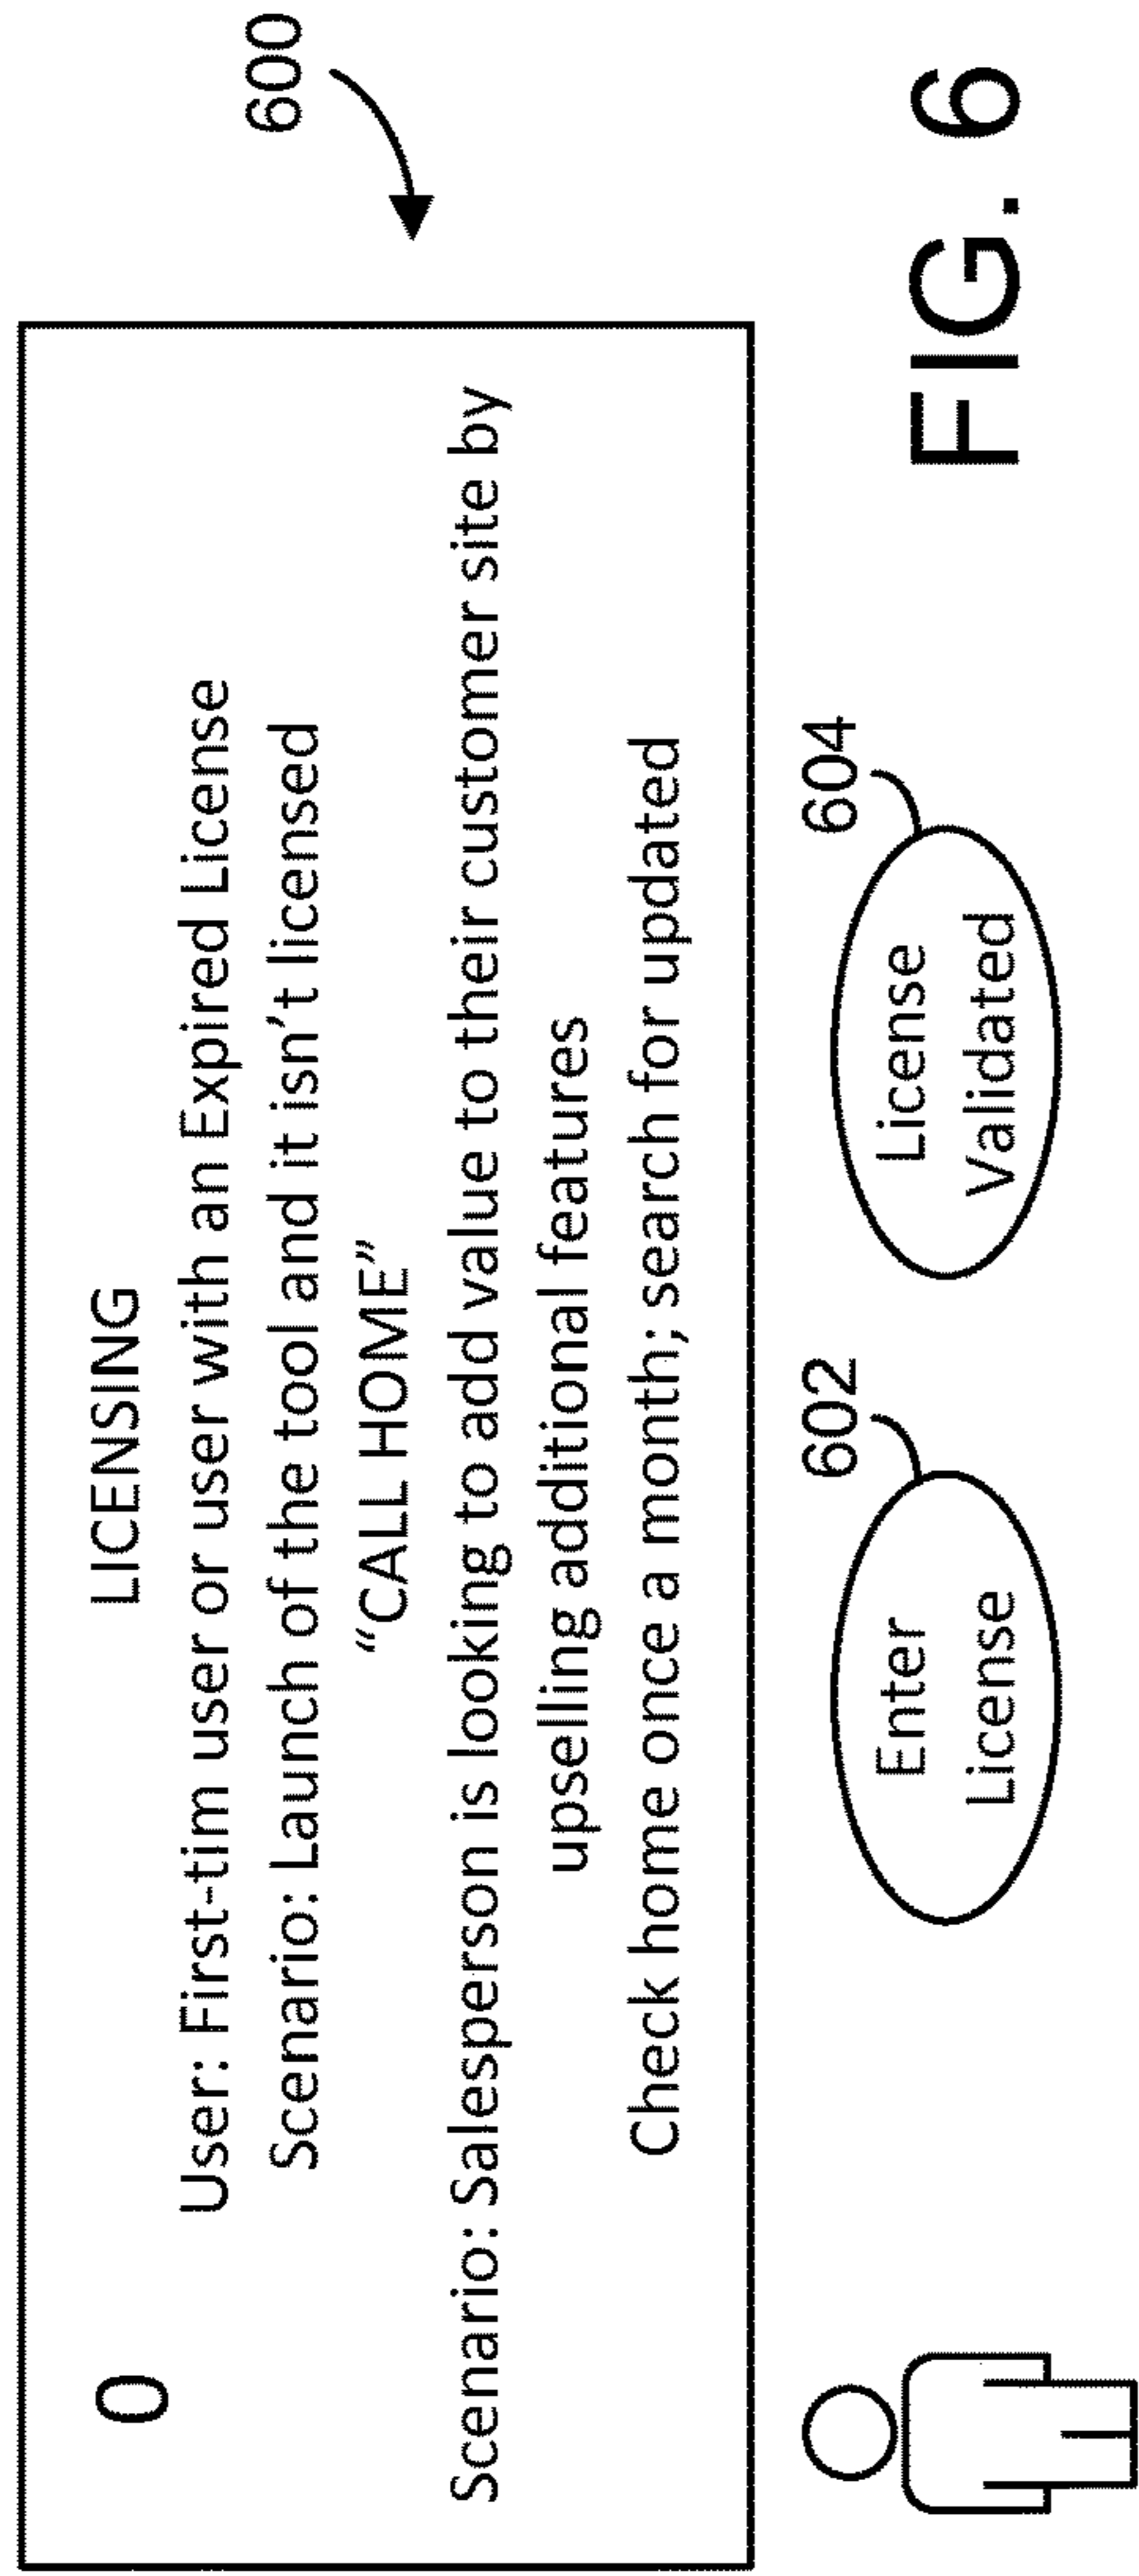 0
LICENSING
User: First-tim user or user with an Expired License
Scenario: Launch of the tool and it isn't licensed
“CALL HOME”
Scenario: Salesperson is looking to add value to their customer site by
upselling additional features
Check home once a month; search for updated
600
602
Enter
License
604
License
Validated
FIG. 6